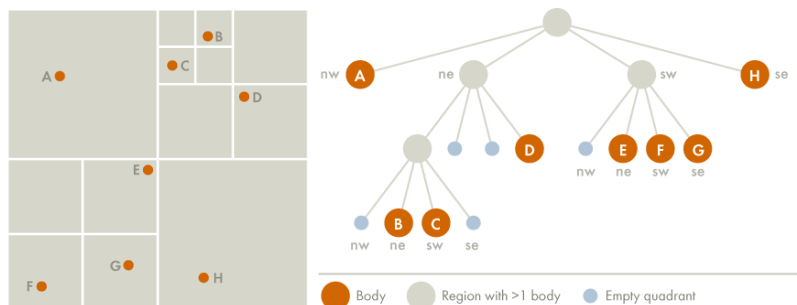 B
C
A
D
E
G
F
H
nw A ne sw H se
D E F G
nw ne sw se
B C
nw ne sw se
Body Region with >1 body Empty quadrant